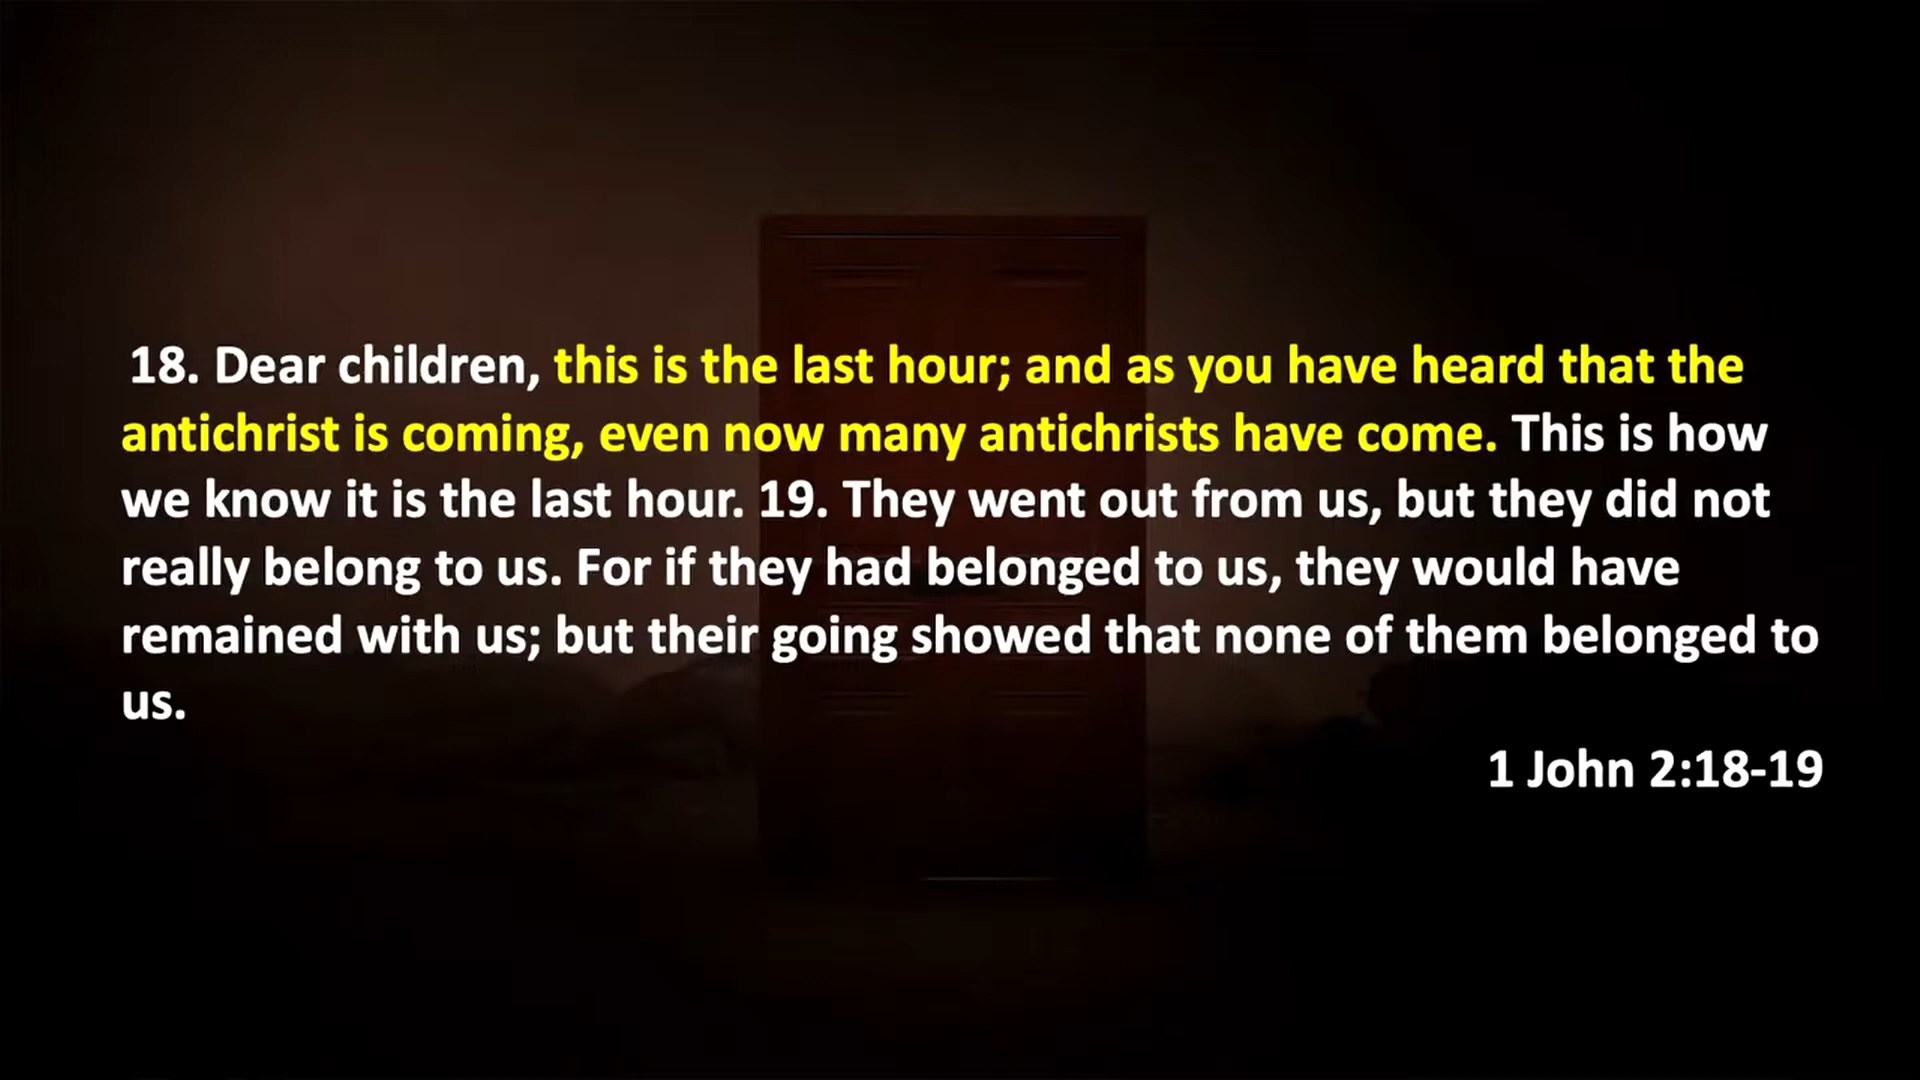 18. Dear children, this is the last hour; and as you have heard that the
antichrist is coming, even now many antichrists have come. This is how
we know it is the last hour. 19. They went out from us, but they did not
really belong to us. For if they had belonged to us, they would have
remained with us; but their going showed that none of them belonged to
us.
1 John 2:18-19